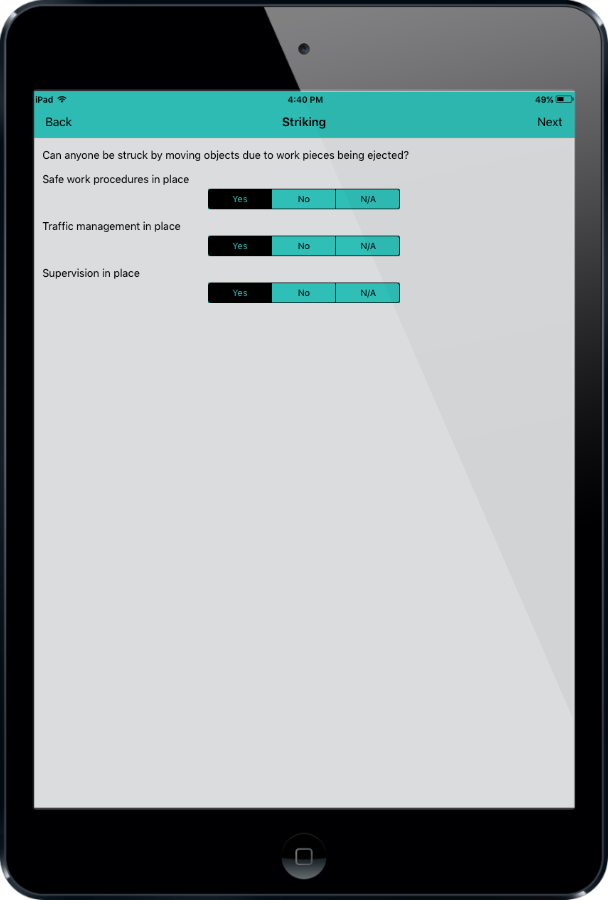 iPad 4:40 PM 49%
Back Striking Next
Can anyone be struck by moving objects due to work pieces being ejected?
Safe work procedures in place
Yes No N/A
Traffic management in place
Yes No N/A
Supervision in place
Yes No N/A